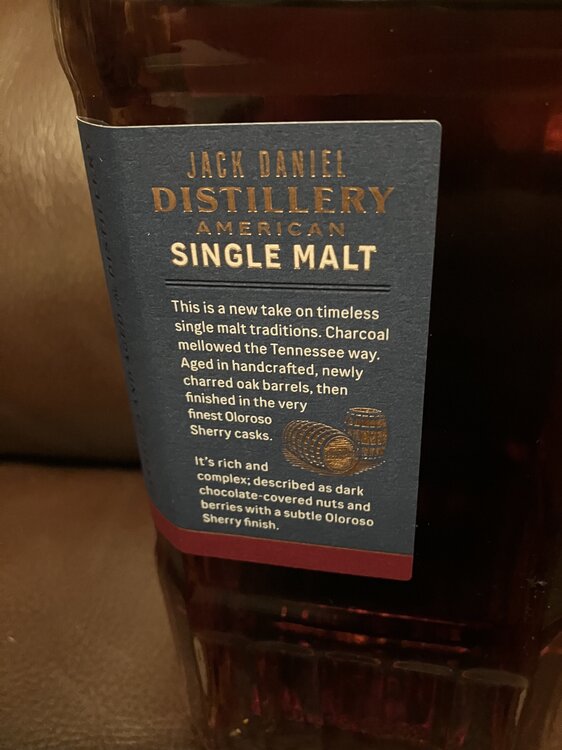 JACK DANIEL
DISTILLERY
AMERICAN
SINGLE MALT
This is a new take on timeless
single malt traditions. Charcoal
mellowed the Tennessee way.
Aged in handcrafted, newly
charred oak barrels, then
finished in the very
finest Oloroso
Sherry casks.
It's rich and
complex; described as dark
chocolate-covered nuts and
berries with a subtle Oloroso
Sherry finish.